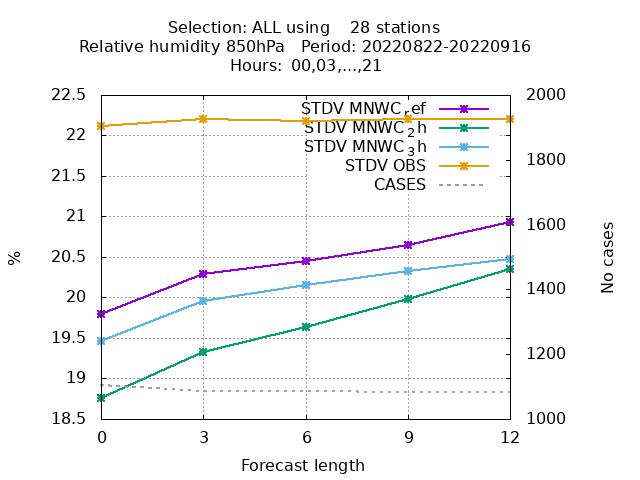 Selection: ALL using    28 stations
Relative humidity 850hPa   Period: 20220822-20220916
Hours: 00,03,...,21
22.5
22
21.5
21
20.5
20
19.5
19
18.5
%
STDV MNWC_ref
STDV MNWC_2h
STDV MNWC_3h
STDV OBS
CASES
2000
1800
1600
1400
1200
1000
No cases
0 3 6 9 12
Forecast length